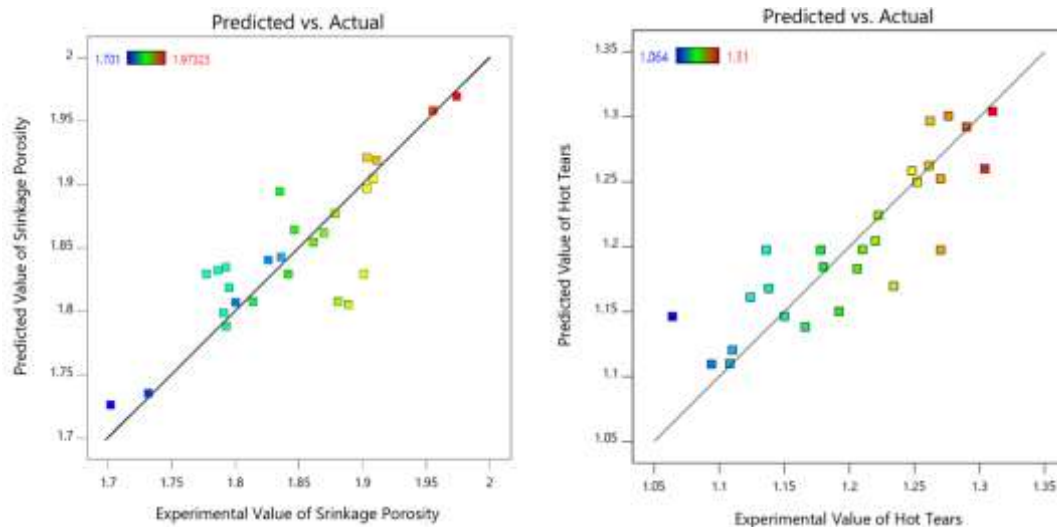 Predicted vs. Actual
1.701 1.97323
Predicted Value of Srinkage Porosity
2
1.95
1.9
1.85
1.8
1.75
1.7
1.7 1.75 1.8 1.85 1.9 1.95 2
Experimental Value of Srinkage Porosity
Predicted vs. Actual
1.064 1.31
Predicted Value of Hot Tears
1.35
1.3
1.25
1.2
1.15
1.1
1.05
1.05 1.1 1.15 1.2 1.25 1.3 1.35
Experimental Value of Hot Tears